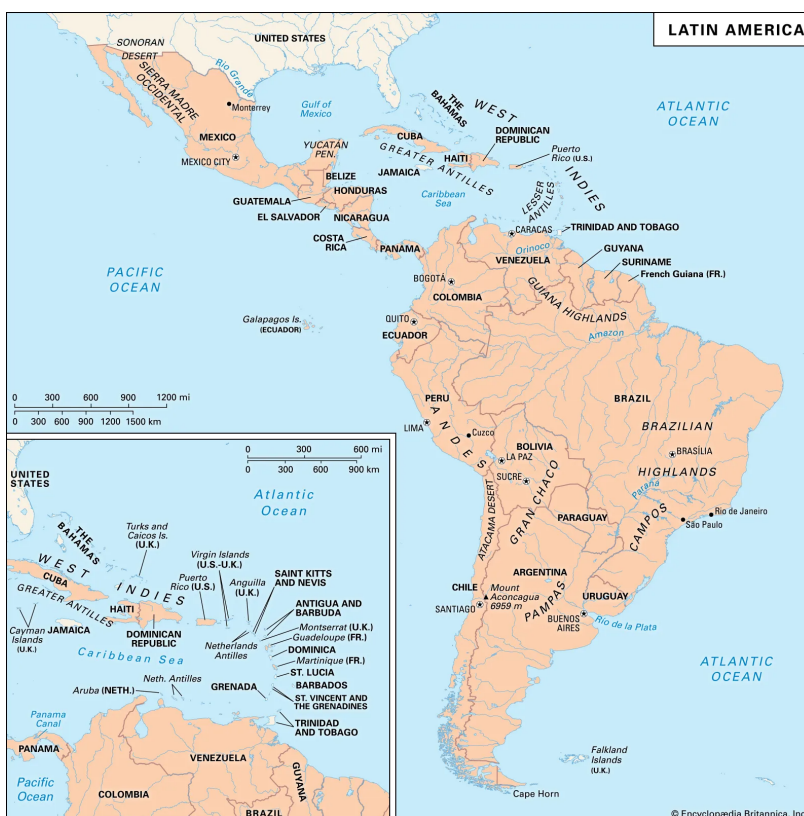 LATIN AMERICA
SONORAN
DESERT
UNITED STATES
SIERRA MADRE
OCCIDENTAL
Rio Grande
Monterrey
Gulf of
Mexico
THE
BAHAMAS
WEST
INDIES
ATLANTIC
OCEAN
MEXICO
MEXICO CITY
YUCATÁN
PEN.
CUBA
DOMINICAN
REPUBLIC
HAITI
Puerto
Rico (U.S.)
GREATER ANTILLES
JAMAICA
BELIZE
HONDURAS
Caribbean
Sea
LESSER
ANTILLES
GUATEMALA
EL SALVADOR
NICARAGUA
COSTA
RICA
PANAMA
CARACAS
TRINIDAD AND TOBAGO
Orinoco
VENEZUELA
GUYANA
SURINAME
French Guiana (FR.)
PACIFIC
OCEAN
BOGOTÁ
COLOMBIA
GUIANA HIGHLANDS
Galapagos Is.
(ECUADOR)
QUITO
ECUADOR
Amazon
PERU
BRAZIL
ANDES
LIMA
Cuzco
BRAZILIAN
HIGHLANDS
BOLIVIA
LA PAZ
SUCRE
BRASÍLIA
Paraná
ATACAMA DESERT
GRAN CHACO
PARAGUAY
CAMPOS
Rio de Janeiro
São Paulo
ARGENTINA
CHILE
Mount
Aconcagua
6959 m
PAMPAS
SANTIAGO
URUGUAY
BUENOS
AIRES
Río de la Plata
ATLANTIC
OCEAN
Falkland
Islands
(U.K.)
Cape Horn
0 300 600 1200 mi
0 300 600 900 1500 km
0 300 600 mi
0 300 600 900 km
UNITED
STATES
Atlantic
Ocean
THE
BAHAMAS
Turks and
Caicos Is.
(U.K.)
WEST INDIES
Virgin Islands
(U.S.-U.K.)
Puerto
Rico (U.S.)
Anguilla
(U.K.)
SAINT KITTS
AND NEVIS
CUBA
ANTIGUA AND
BARBUDA
GREATER ANTILLES
HAITI
Montserrat (U.K.)
Guadeloupe (FR.)
Cayman
Islands
(U.K.)
JAMAICA
DOMINICAN
REPUBLIC
Netherlands
Antilles
DOMINICA
Martinique (FR.)
Caribbean Sea
ST. LUCIA
Neth. Antilles
Aruba (NETH.)
GRENADA
BARBADOS
ST. VINCENT AND
THE GRENADINES
TRINIDAD
AND TOBAGO
Panama
Canal
PANAMA
VENEZUELA
GUYANA
Pacific
Ocean
COLOMBIA
BRAZIL
© Encyclopædia Britannica, Inc